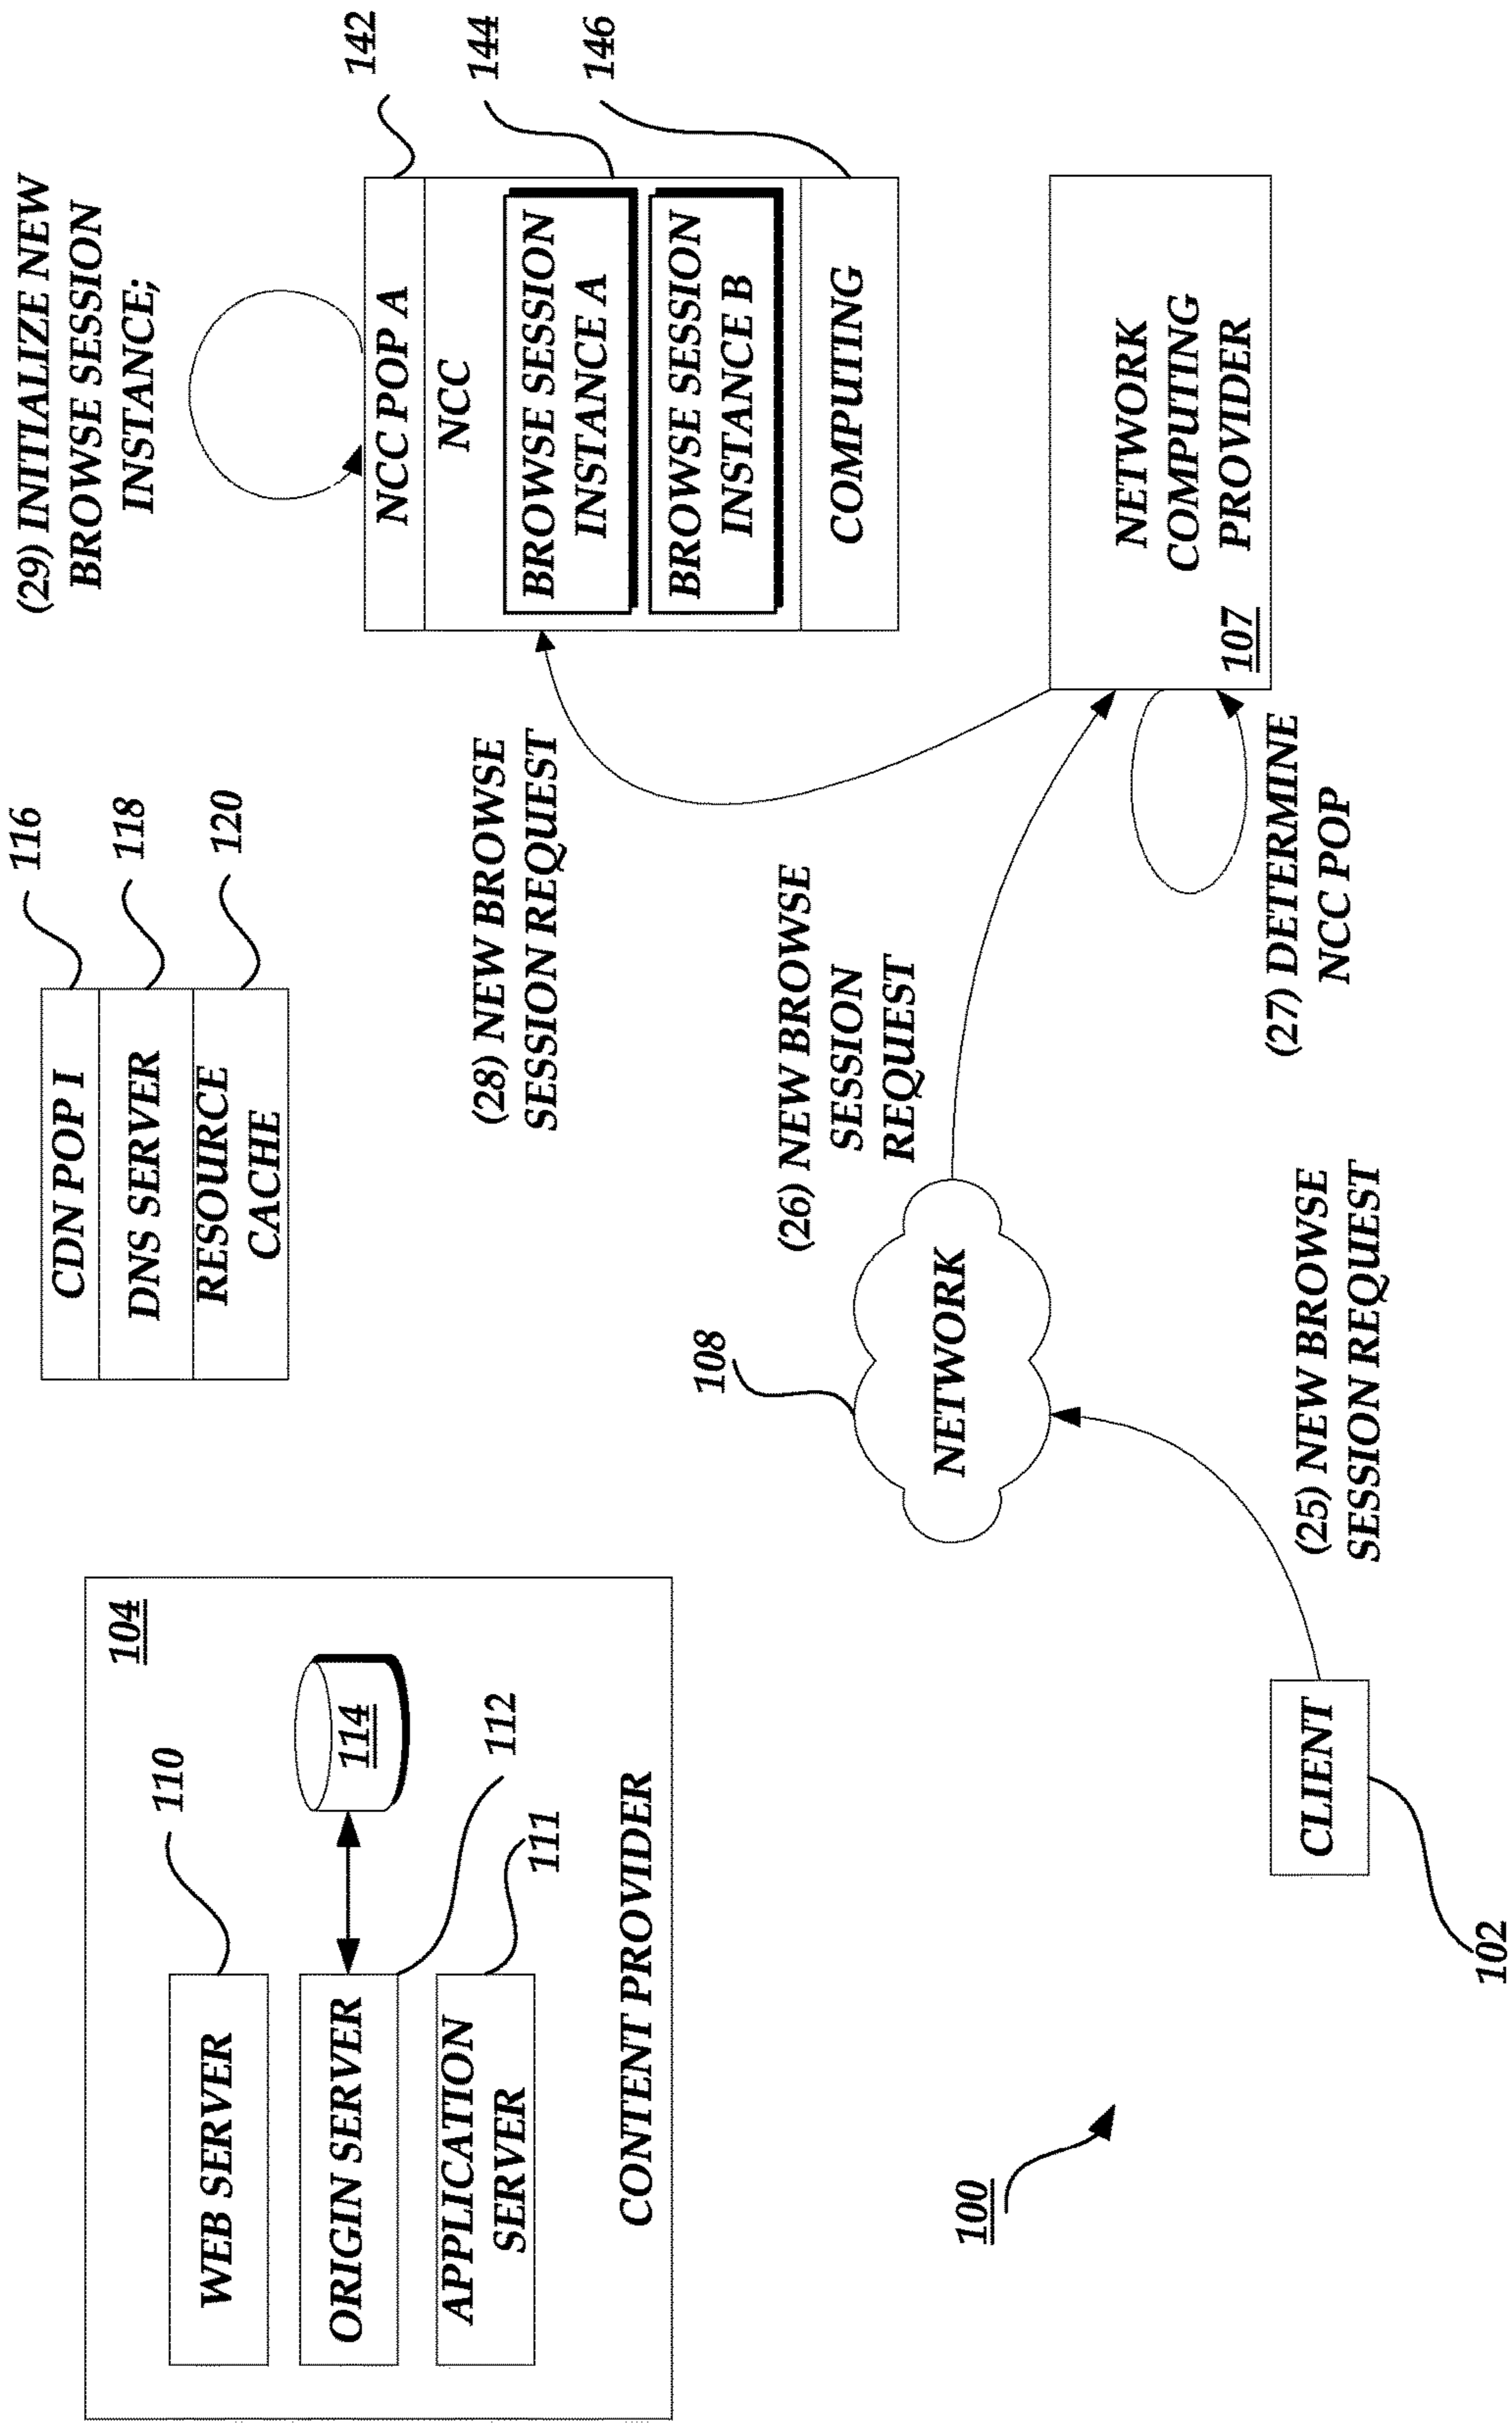 104
110
WEB SERVER
114
ORIGIN SERVER
112
APPLICATION
SERVER
111
CONTENT PROVIDER
116
CDN POP I
118
DNS SERVER
120
RESOURCE
CACHE
(29) INITIALIZE NEW
BROWSE SESSION
INSTANCE;
142
NCC POP A
NCC
144
BROWSE SESSION
INSTANCE A
146
BROWSE SESSION
INSTANCE B
COMPUTING
(28) NEW BROWSE
SESSION REQUEST
108
NETWORK
(26) NEW BROWSE
SESSION
REQUEST
NETWORK
COMPUTING
PROVIDER
107
(27) DETERMINE
NCC POP
(25) NEW BROWSE
SESSION REQUEST
CLIENT
102
100